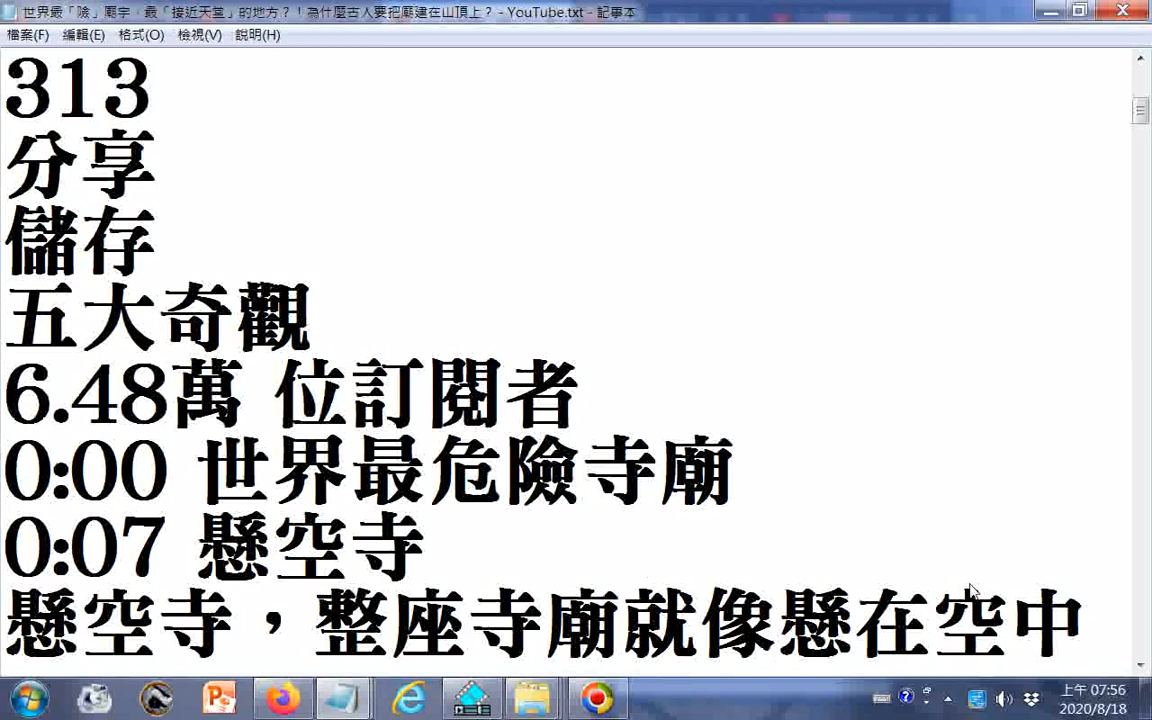 世界最「險」廟宇，最「接近天堂」的地方？！為什麼古人要把廟建在山頂上？ - YouTube.txt - 記事本
檔案(F) 編輯(E) 格式(O) 檢視(V) 說明(H)
313
分享
儲存
五大奇觀
6.48萬 位訂閱者
0:00 世界最危險寺廟
0:07 懸空寺
懸空寺，整座寺廟就像懸在空中
上午 07:56
2020/8/18